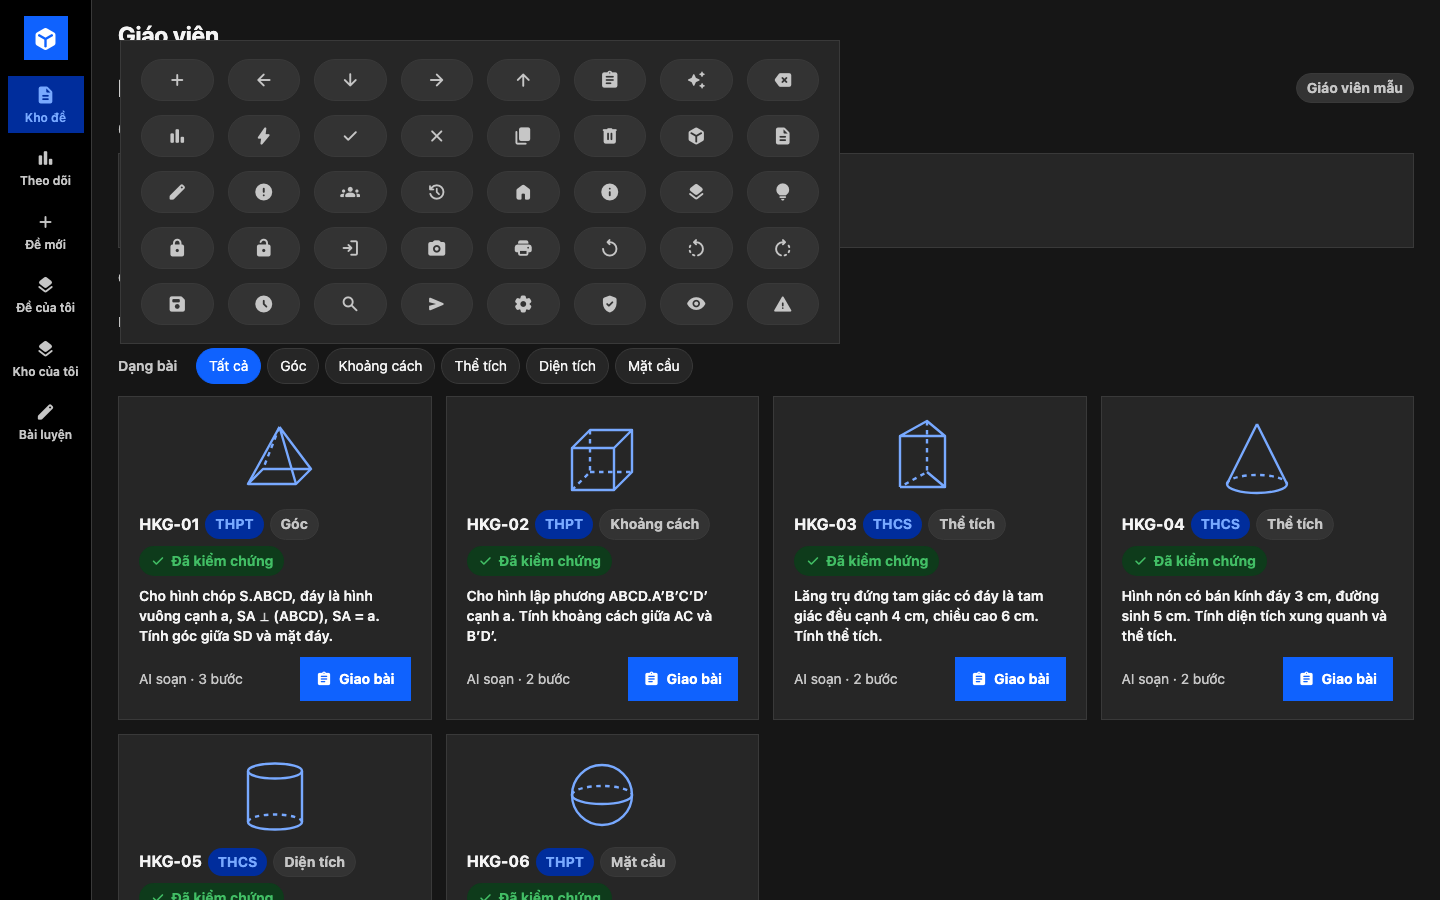 Giáo viên
Giáo viên mẫu
Kho đề
Theo dõi
Đề mới
Đề của tôi
Kho của tôi
Bài luyện
Dạng bài
Tất cả
Góc
Khoảng cách
Thể tích
Diện tích
Mặt cầu
HKG-01 THPT Góc
Đã kiểm chứng
Cho hình chóp S.ABCD, đáy là hình
vuông cạnh a, SA ⊥ (ABCD), SA = a.
Tính góc giữa SD và mặt đáy.
AI soạn · 3 bước
Giao bài
HKG-02 THPT Khoảng cách
Đã kiểm chứng
Cho hình lập phương ABCD.A’B’C’D’
cạnh a. Tính khoảng cách giữa AC và
B’D’.
AI soạn · 2 bước
Giao bài
HKG-03 THCS Thể tích
Đã kiểm chứng
Lăng trụ đứng tam giác có đáy là tam
giác đều cạnh 4 cm, chiều cao 6 cm.
Tính thể tích.
AI soạn · 2 bước
Giao bài
HKG-04 THCS Thể tích
Đã kiểm chứng
Hình nón có bán kính đáy 3 cm, đường
sinh 5 cm. Tính diện tích xung quanh và
thể tích.
AI soạn · 2 bước
Giao bài
HKG-05 THCS Diện tích
Đã kiểm chứng
HKG-06 THPT Mặt cầu
Đã kiểm chứng